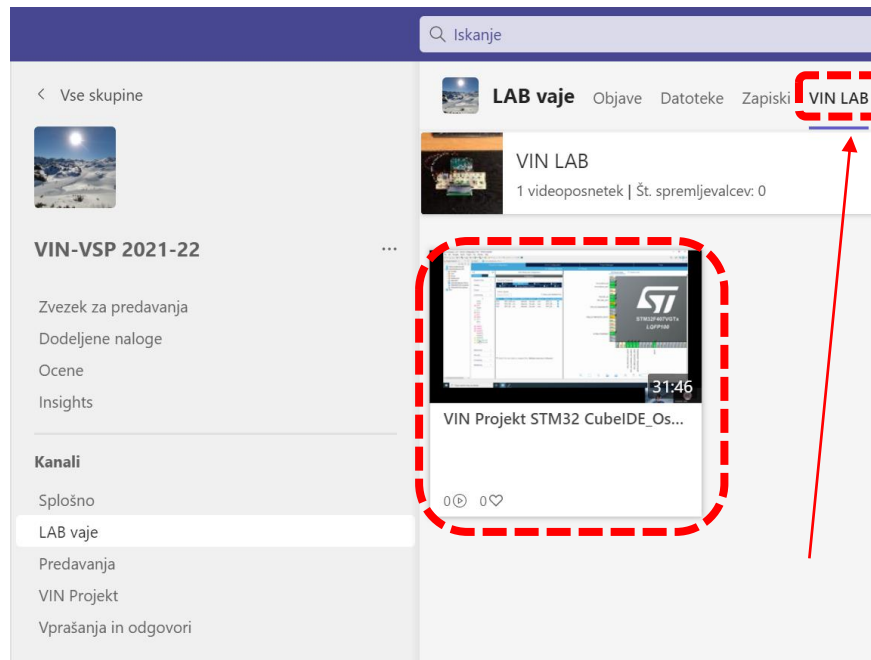 Iskanje
Vse skupine
LAB vaje Objave Datoteke Zapiski VIN LAB
VIN LAB
1 videoposnetek | Št. spremljevalcev: 0
VIN-VSP 2021-22 ...
Zvezek za predavanja
Dodeljene naloge
Ocene
Insights
STM32F407VGTx
LQFP100
31:46
VIN Projekt STM32 CubeIDE_Os...
0 0
Kanali
Splošno
LAB vaje
Predavanja
VIN Projekt
Vprašanja in odgovori